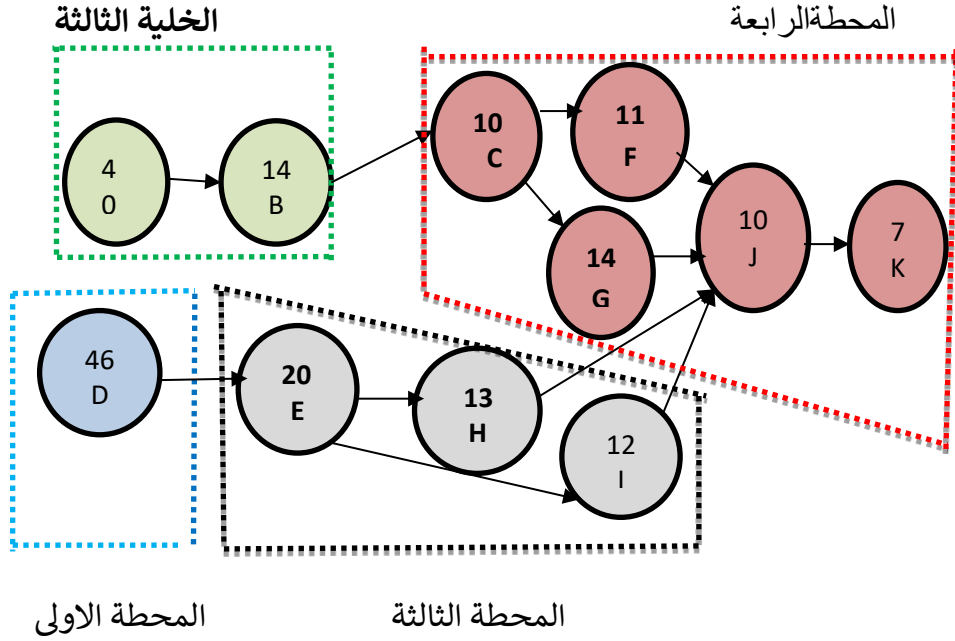 الخلية الثالثة
المحطةالرابعة
4
0
14
B
10
C
11
F
14
G
10
J
7
K
46
D
20
E
13
H
12
I
المحطة الاولى
المحطة الثالثة